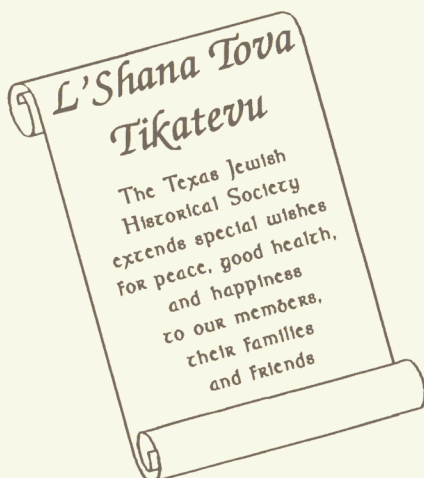 L'Shana Tova
Tikatevu
The Texas Jewish
Historical Society
extends special wishes
for peace, good health,
and happiness
to our members,
their families
and friends